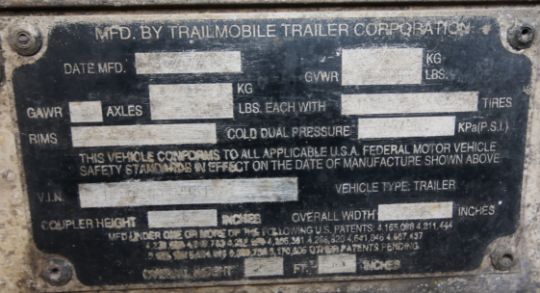 MFD. BY TRAILMOBILE TRAILER CORPORATION
DATE MFD. GVWR KG LBS.
GAWR AXLES KG LBS. EACH WITH TIRES
RIMS COLD DUAL PRESSURE KPa(P.S.I.)
THIS VEHICLE CONFORMS TO ALL APPLICABLE U.S.A. FEDERAL MOTOR VEHICLE
SAFETY STANDARDS IN EFFECT ON THE DATE OF MANUFACTURE SHOWN ABOVE
V.I.N. VEHICLE TYPE: TRAILER
COUPLER HEIGHT INCHES OVERALL WIDTH INCHES
MFD UNDER ONE OR MORE OF THE FOLLOWING U.S. PATENTS:
PATENTS PENDING
OVERALL HEIGHT FT. INCHES